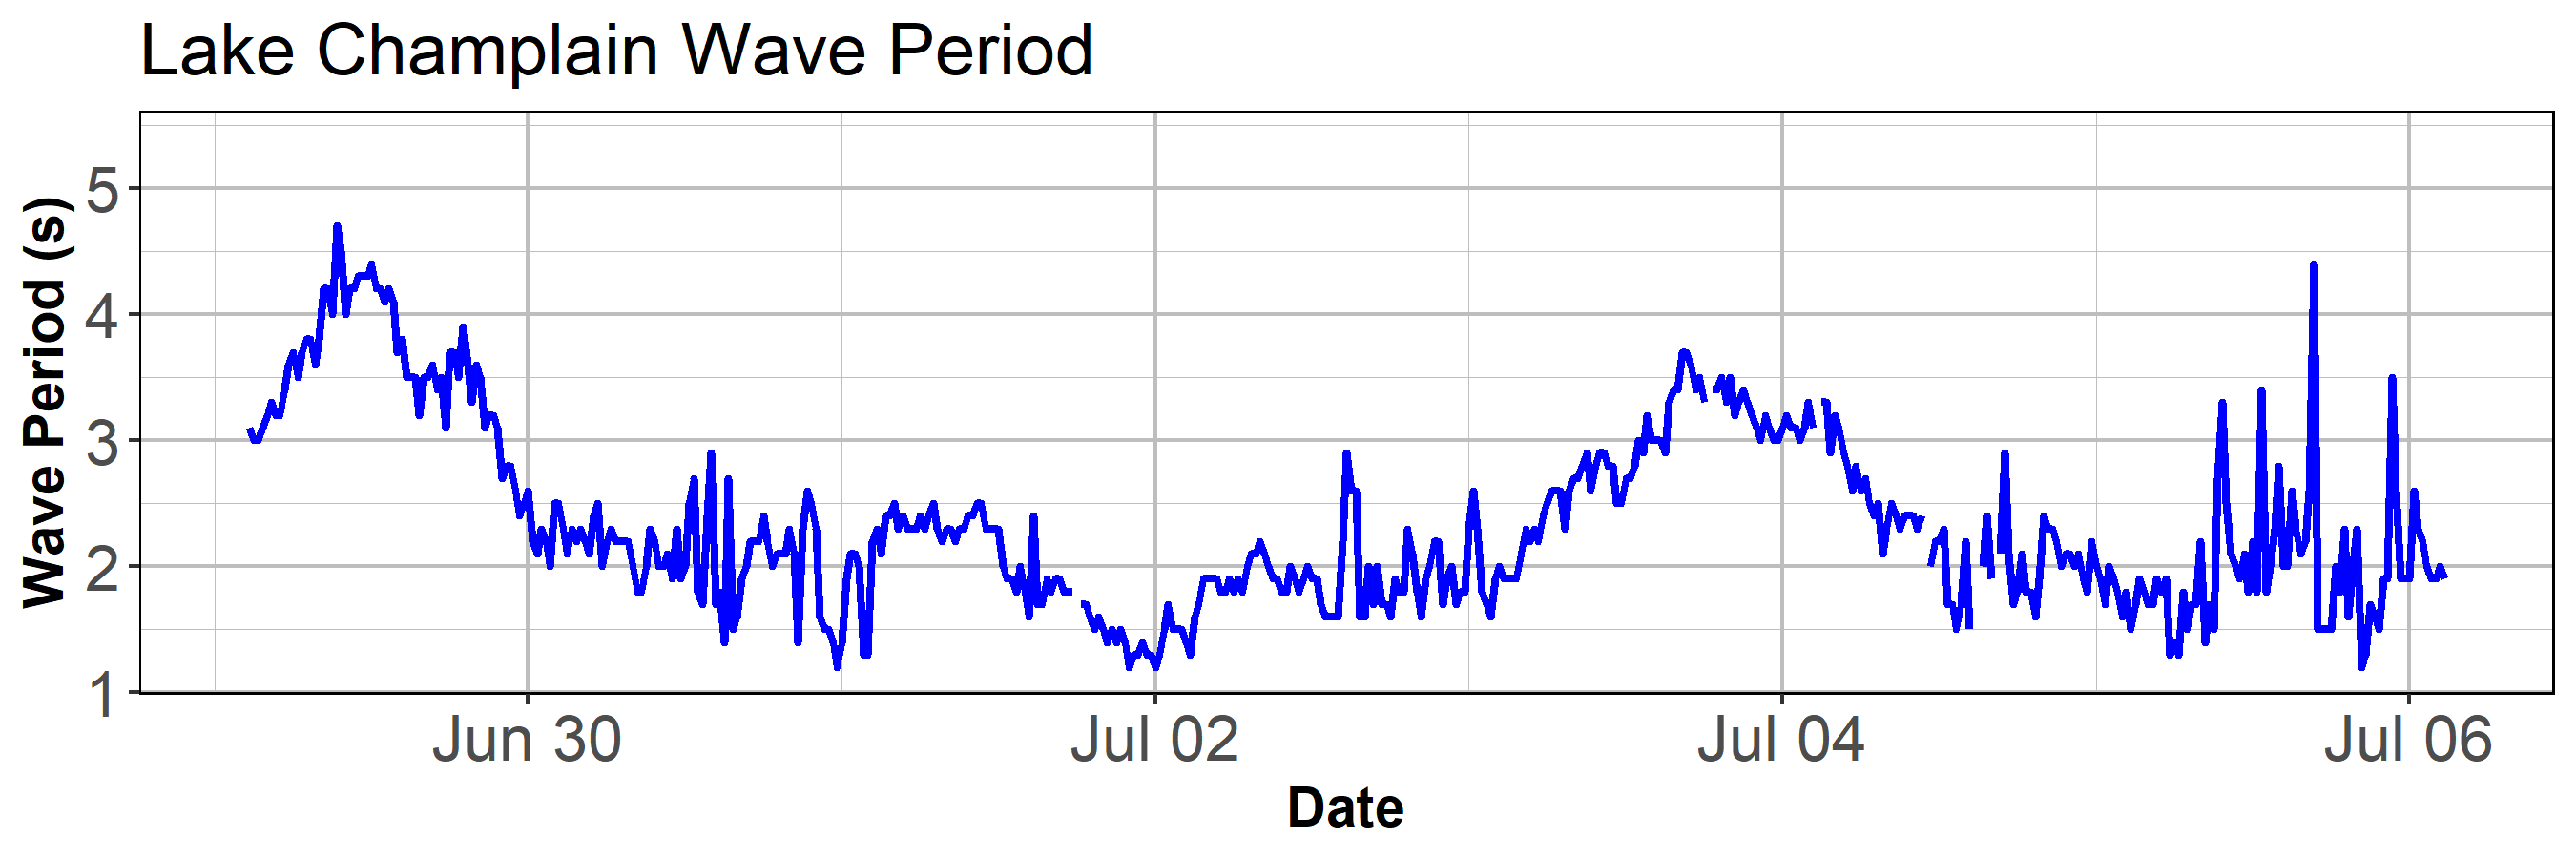 Lake Champlain Wave Period
Wave Period (s)
5
4
3
2
1
Jun 30
Jul 02
Jul 04
Jul 06
Date